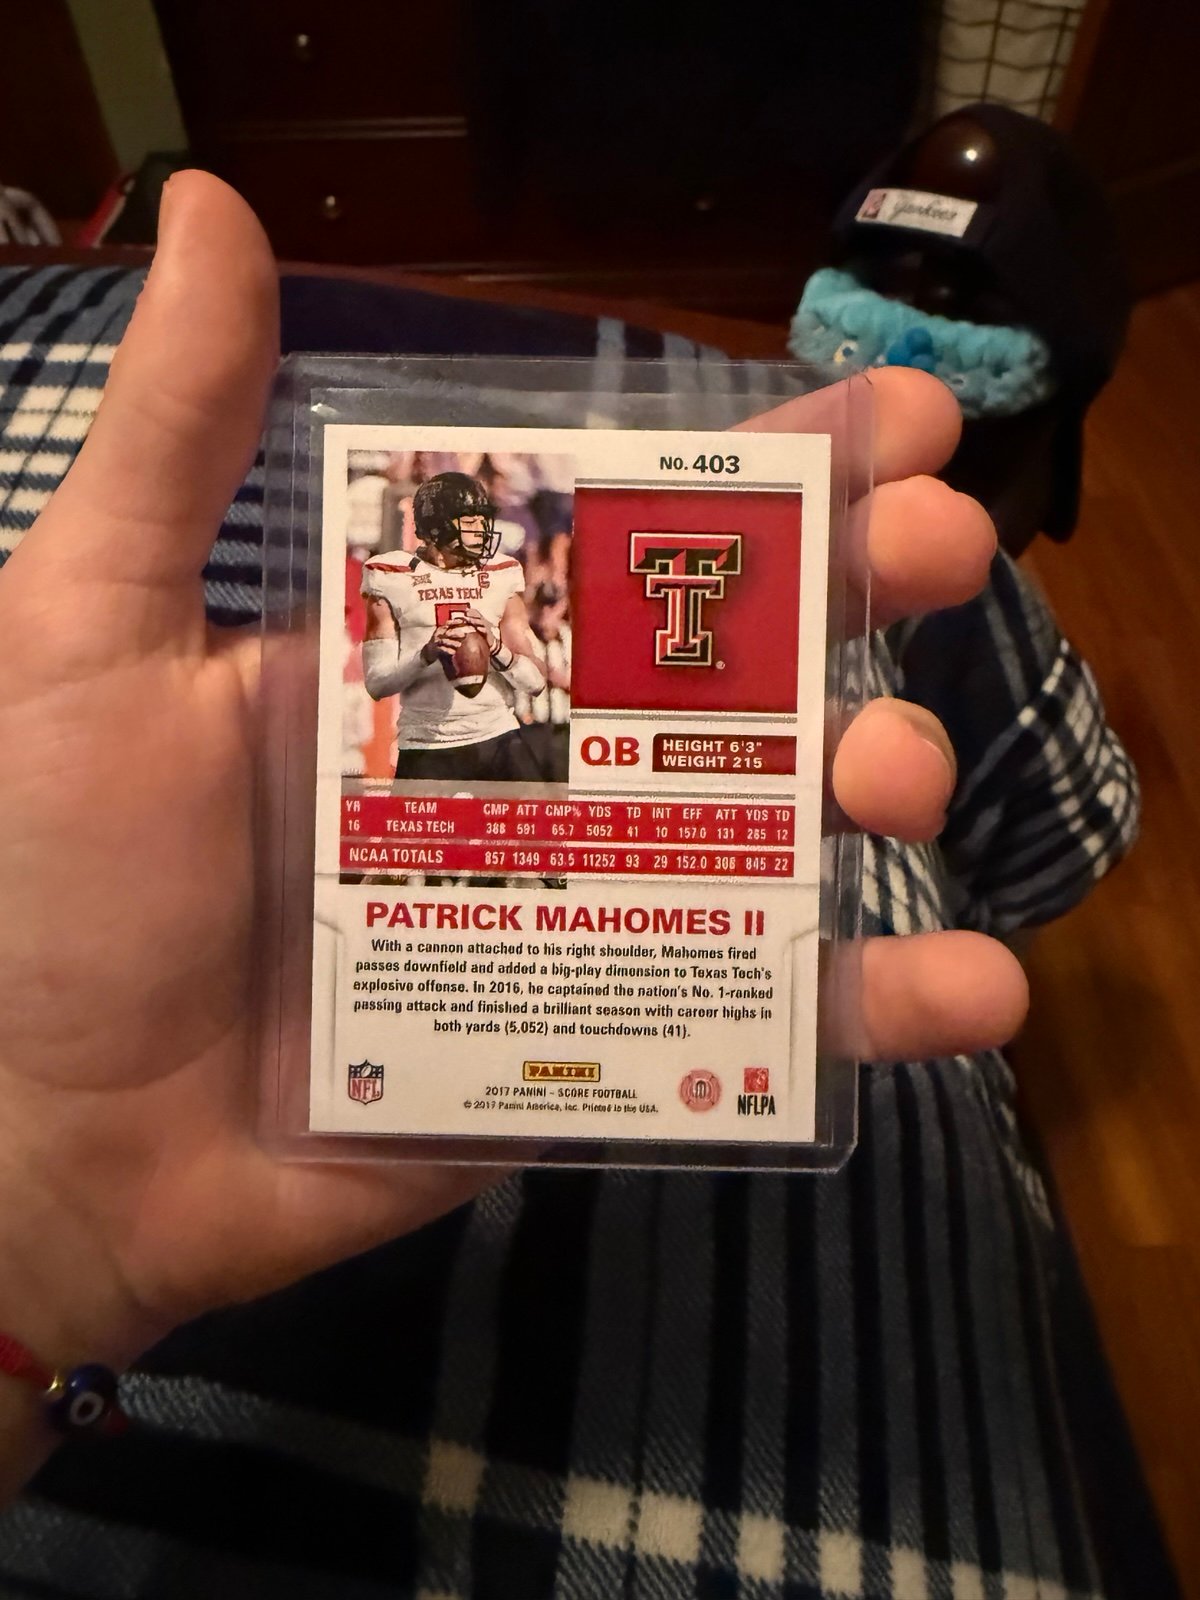 Yankees
NO. 403
TEXAS TECH
C
5
QB
HEIGHT 6'3"
WEIGHT 215
YR TEAM CMP ATT CMP% YDS TD INT EFF ATT YDS TD
16 TEXAS TECH 388 591 65.7 5052 41 10 157.0 131 285 12
NCAA TOTALS 857 1349 63.5 11252 93 29 152.0 308 845 22
PATRICK MAHOMES II
With a cannon attached to his right shoulder, Mahomes fired
passes downfield and added a big-play dimension to Texas Tech's
explosive offense. In 2016, he captained the nation's No. 1-ranked
passing attack and finished a brilliant season with career highs in
both yards (5,052) and touchdowns (41).
NFL
PANINI
2017 PANINI – SCORE FOOTBALL
© 2017 Panini America, Inc. Printed in the USA.
NFLPA